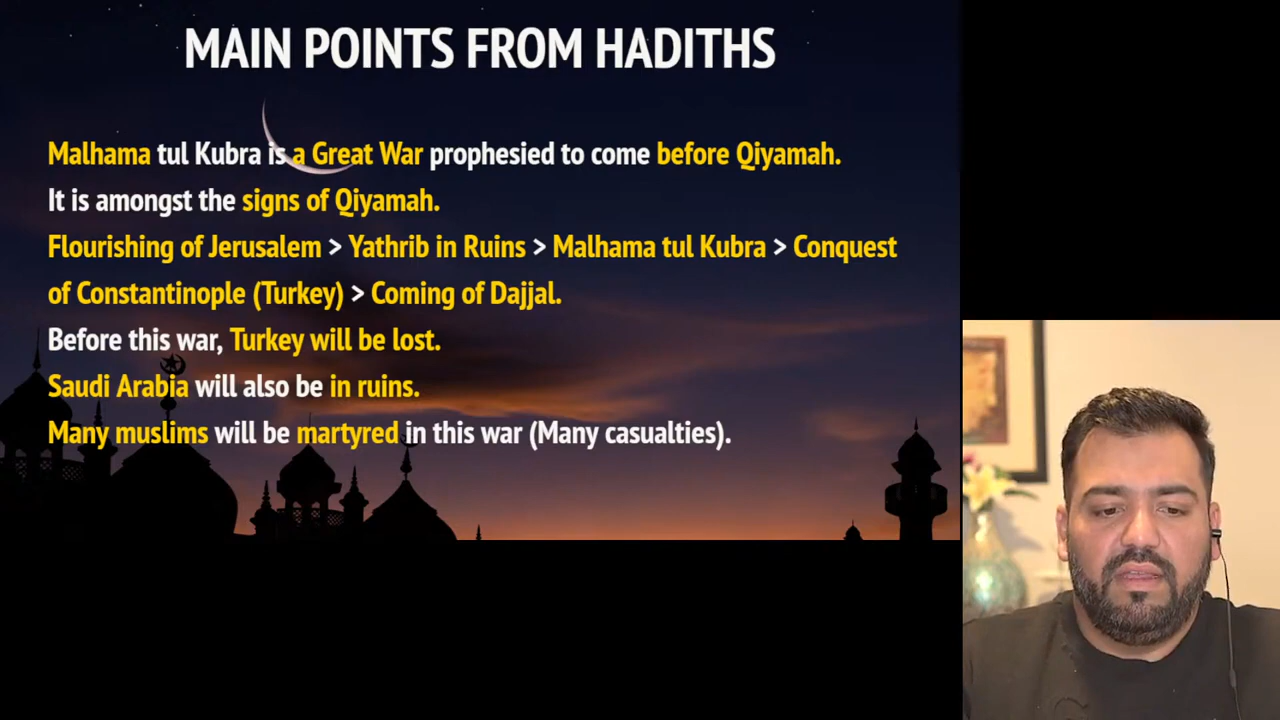 MAIN POINTS FROM HADITHS
Malhama tul Kubra is a Great War prophesied to come before Qiyamah.
It is amongst the signs of Qiyamah.
Flourishing of Jerusalem > Yathrib in Ruins > Malhama tul Kubra > Conquest
of Constantinople (Turkey) > Coming of Dajjal.
Before this war, Turkey will be lost.
Saudi Arabia will also be in ruins.
Many muslims will be martyred in this war (Many casualties).